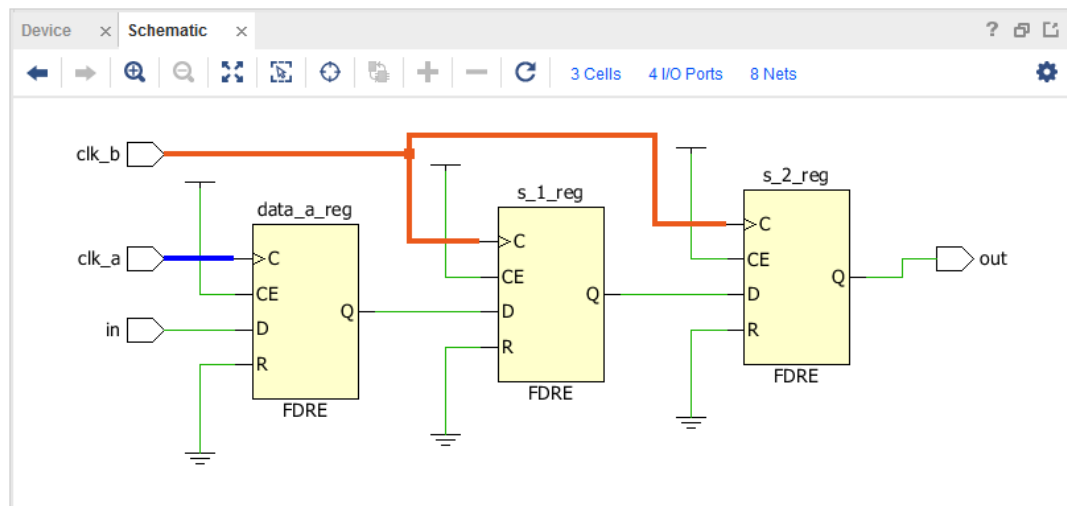 Device × Schematic ×
?
3 Cells 4 I/O Ports 8 Nets
clk_b
clk_a
in
data_a_reg
C
CE
D
R
Q
FDRE
s_1_reg
C
CE
D
R
Q
FDRE
s_2_reg
C
CE
D
R
Q
FDRE
out